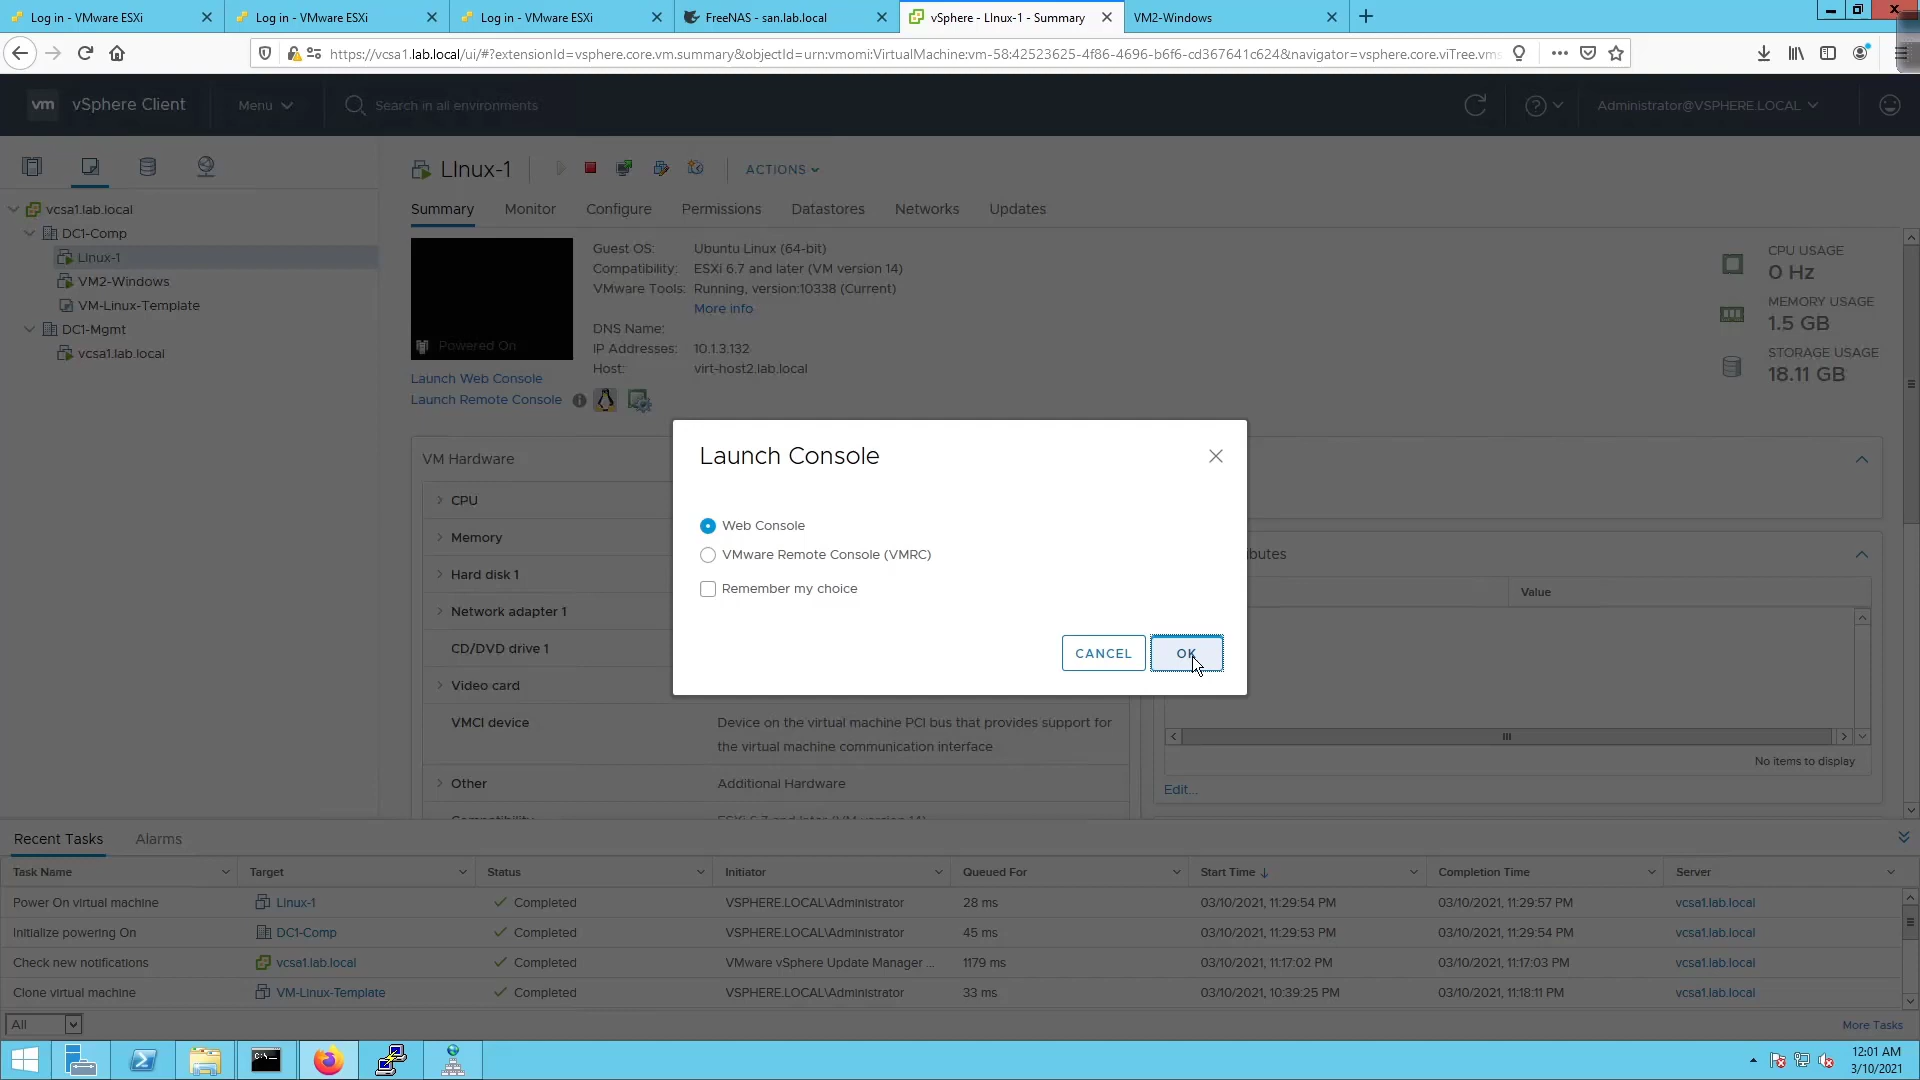 Log in - VMware ESXi
Log in - VMware ESXi
Log in - VMware ESXi
FreeNAS - san.lab.local
vSphere - LInux-1 - Summary
VM2-Windows
https://vcsa1.lab.local/ui/#?extensionId=vsphere.core.vm.summary&objectId=urn:vmomi:VirtualMachine:vm-58:42523625-4f86-4696-b6f6-cd367641c624&navigator=vsphere.core.viTree.vms
vm vSphere Client
Menu
Search in all environments
Administrator@VSPHERE.LOCAL
LInux-1
ACTIONS
vcsa1.lab.local
DC1-Comp
LInux-1
VM2-Windows
VM-Linux-Template
DC1-Mgmt
vcsa1.lab.local
Summary
Monitor
Configure
Permissions
Datastores
Networks
Updates
Powered On
Launch Web Console
Launch Remote Console
Guest OS: Ubuntu Linux (64-bit)
Compatibility: ESXi 6.7 and later (VM version 14)
VMware Tools: Running, version:10338 (Current)
More info
DNS Name:
IP Addresses: 10.1.3.132
Host: virt-host2.lab.local
CPU USAGE
0 Hz
MEMORY USAGE
1.5 GB
STORAGE USAGE
18.11 GB
VM Hardware
CPU
Memory
Hard disk 1
Network adapter 1
CD/DVD drive 1
Video card
VMCI device
Device on the virtual machine PCI bus that provides support for
the virtual machine communication interface
Other
Additional Hardware
Launch Console
Web Console
VMware Remote Console (VMRC)
Remember my choice
CANCEL
OK
Value
No items to display
Edit...
Recent Tasks
Alarms
Task Name Target Status Initiator Queued For Start Time Completion Time Server
Power On virtual machine LInux-1 Completed VSPHERE.LOCAL\Administrator 28 ms 03/10/2021, 11:29:54 PM 03/10/2021, 11:29:57 PM vcsa1.lab.local
Initialize powering On DC1-Comp Completed VSPHERE.LOCAL\Administrator 45 ms 03/10/2021, 11:29:53 PM 03/10/2021, 11:29:54 PM vcsa1.lab.local
Check new notifications vcsa1.lab.local Completed VMware vSphere Update Manager ... 1179 ms 03/10/2021, 11:17:02 PM 03/10/2021, 11:17:03 PM vcsa1.lab.local
Clone virtual machine VM-Linux-Template Completed VSPHERE.LOCAL\Administrator 33 ms 03/10/2021, 10:39:25 PM 03/10/2021, 11:18:11 PM vcsa1.lab.local
All
More Tasks
12:01 AM
3/10/2021